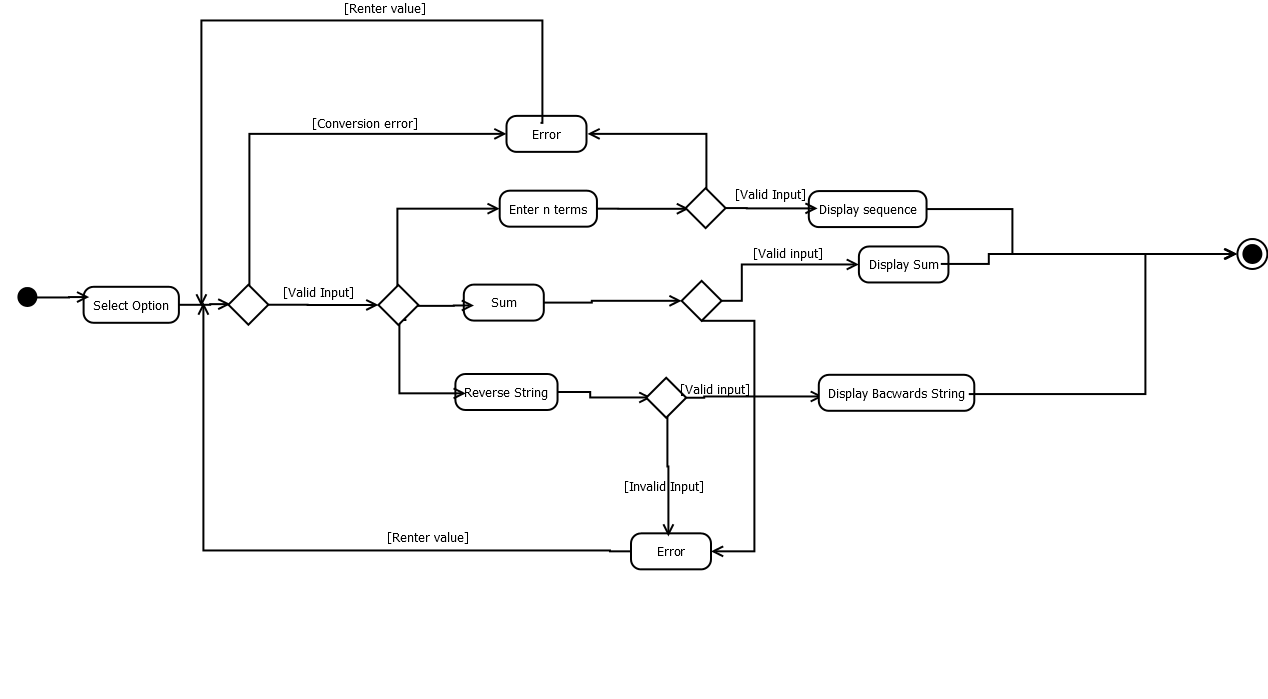 [Renter value]
[Conversion error]
Error
Enter n terms
[Valid Input]
Display sequence
[Valid input]
Display Sum
Select Option
[Valid Input]
Sum
Reverse String
[Valid input]
Display Bacwards String
[Invalid Input]
[Renter value]
Error